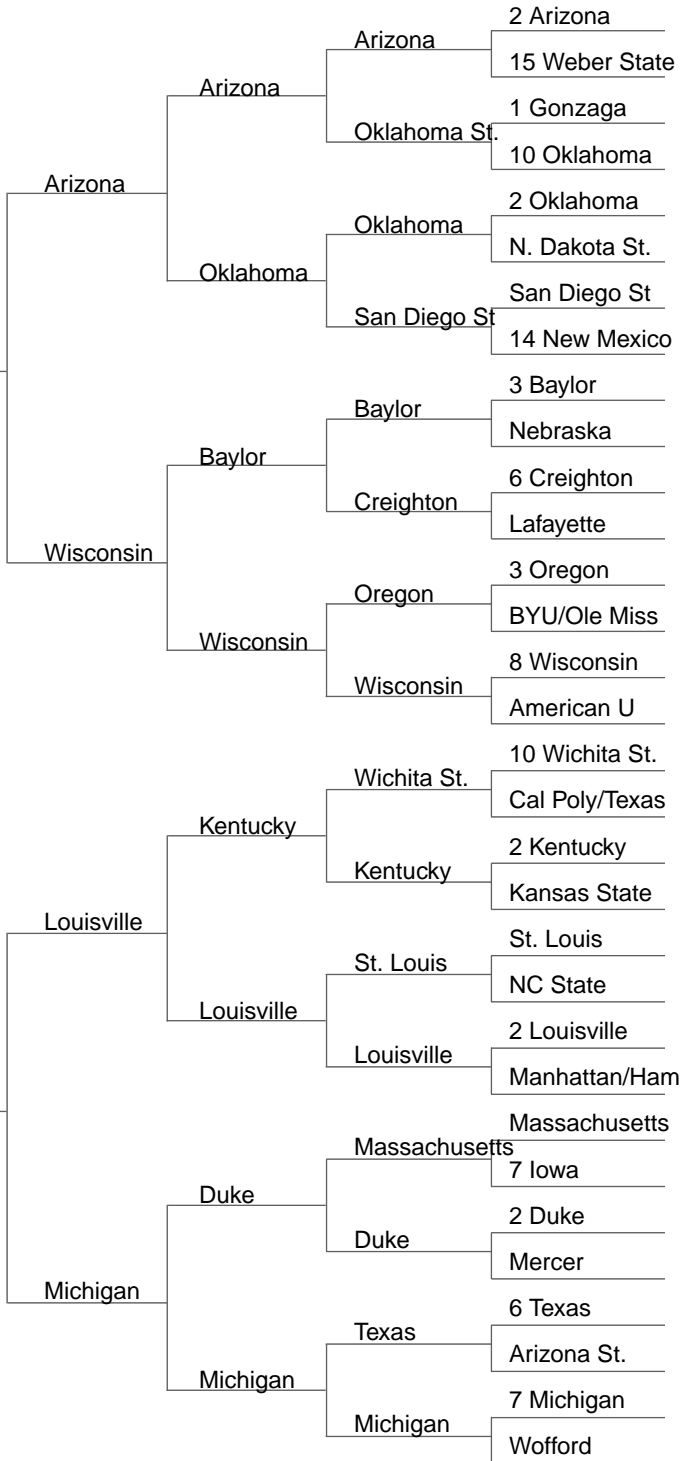 2 Arizona
Arizona
15 Weber State
Arizona
1 Gonzaga
Oklahoma St.
10 Oklahoma
Arizona
2 Oklahoma
Oklahoma
N. Dakota St.
Oklahoma
San Diego St
San Diego St
14 New Mexico
3 Baylor
Baylor
Nebraska
Baylor
6 Creighton
Creighton
Lafayette
Wisconsin
3 Oregon
Oregon
BYU/Ole Miss
Wisconsin
8 Wisconsin
Wisconsin
American U
10 Wichita St.
Wichita St.
Cal Poly/Texas
Kentucky
2 Kentucky
Kentucky
Kansas State
Louisville
St. Louis
St. Louis
NC State
Louisville
2 Louisville
Louisville
Manhattan/Ham
Massachusetts
Massachusetts
7 Iowa
Duke
2 Duke
Duke
Mercer
Michigan
6 Texas
Texas
Arizona St.
Michigan
7 Michigan
Michigan
Wofford